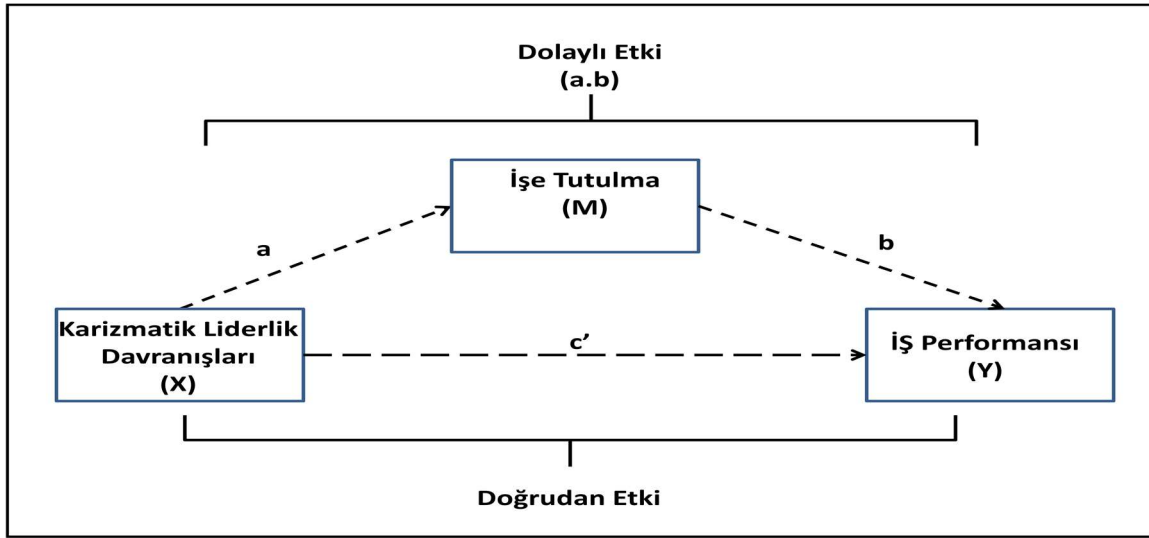 Dolaylı Etki
(a.b)
İşe Tutulma
(M)
a
b
Karizmatik Liderlik
Davranışları
(X)
c’
İŞ Performansı
(Y)
Doğrudan Etki